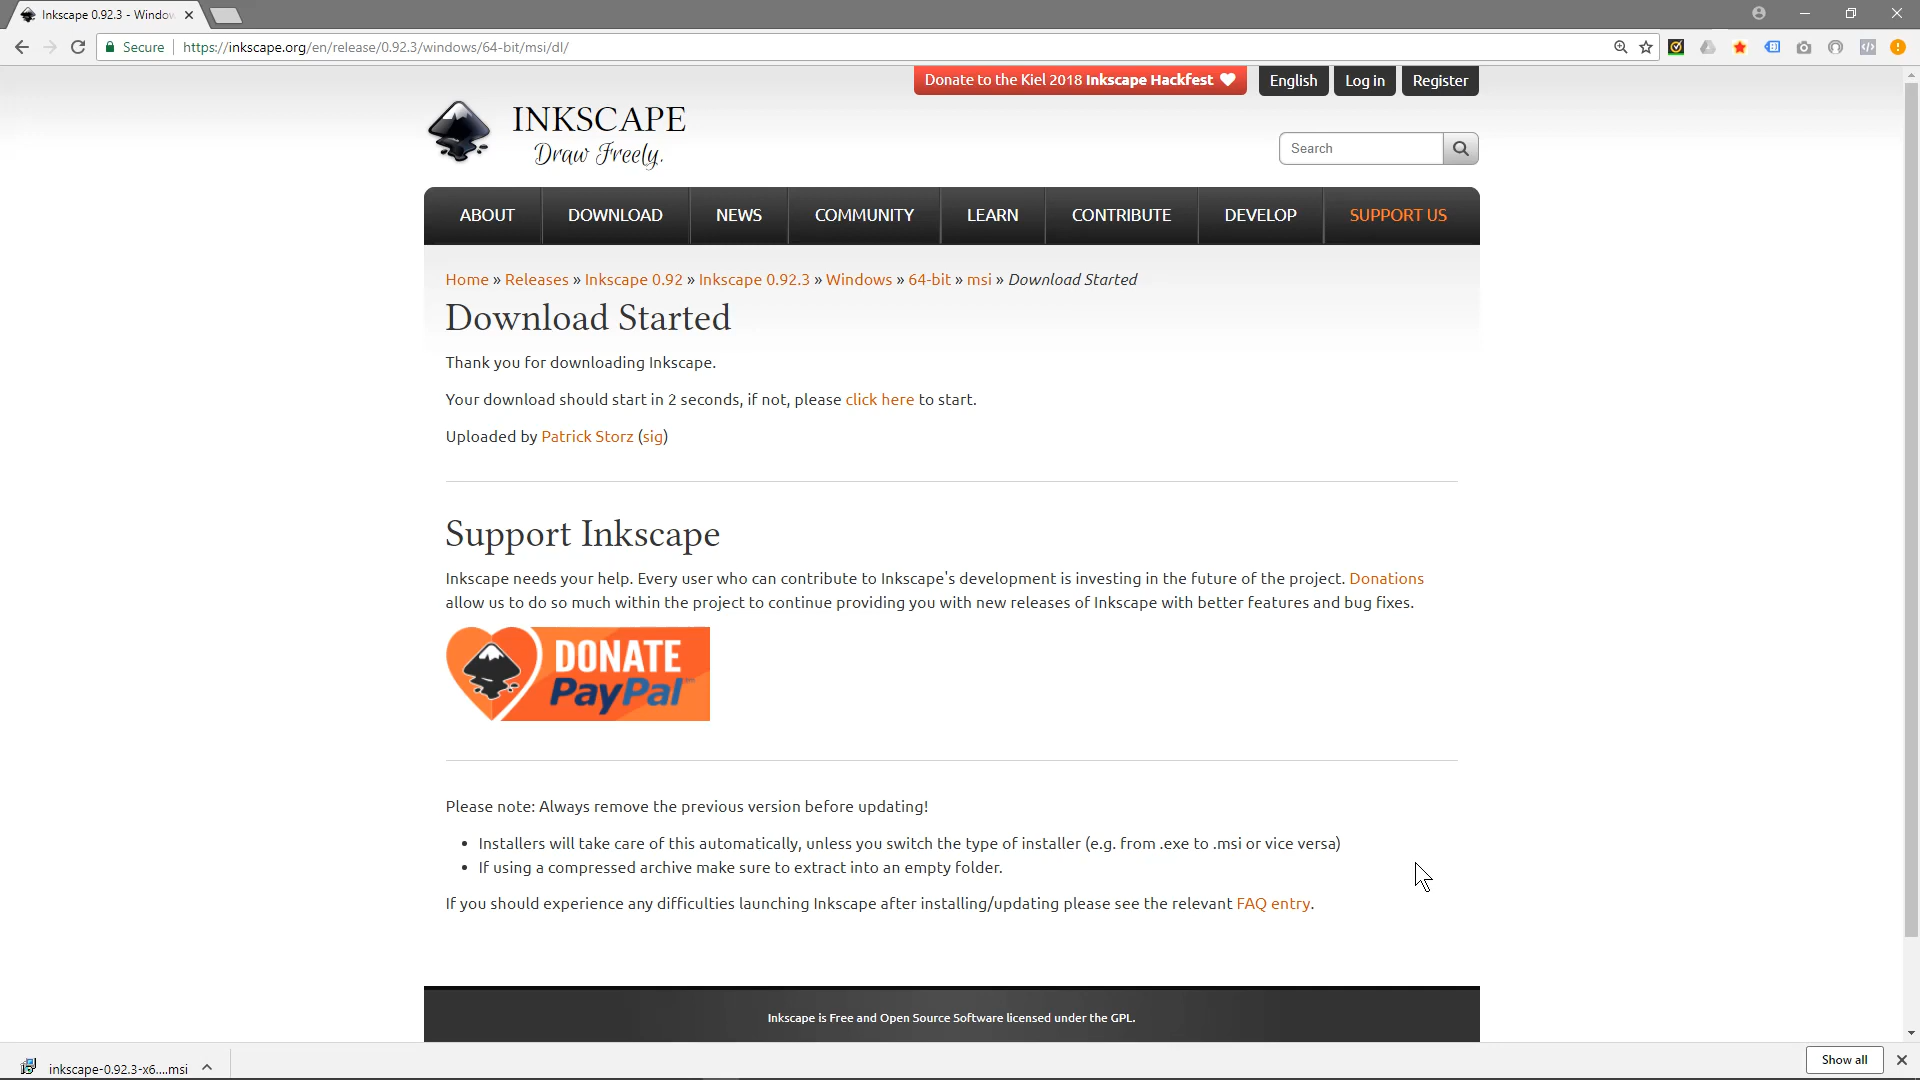 Inkscape 0.92.3 - Window
Secure
https://inkscape.org/en/release/0.92.3/windows/64-bit/msi/dl/
Donate to the Kiel 2018 Inkscape Hackfest
English
Log in
Register
INKSCAPE
Draw Freely.
Search
ABOUT
DOWNLOAD
NEWS
COMMUNITY
LEARN
CONTRIBUTE
DEVELOP
SUPPORT US
Home » Releases » Inkscape 0.92 » Inkscape 0.92.3 » Windows » 64-bit » msi » Download Started
Download Started
Thank you for downloading Inkscape.
Your download should start in 2 seconds, if not, please click here to start.
Uploaded by Patrick Storz (sig)
Support Inkscape
Inkscape needs your help. Every user who can contribute to Inkscape's development is investing in the future of the project. Donations
allow us to do so much within the project to continue providing you with new releases of Inkscape with better features and bug fixes.
DONATE
PayPal™
Please note: Always remove the previous version before updating!
• Installers will take care of this automatically, unless you switch the type of installer (e.g. from .exe to .msi or vice versa)
• If using a compressed archive make sure to extract into an empty folder.
If you should experience any difficulties launching Inkscape after installing/updating please see the relevant FAQ entry.
Inkscape is Free and Open Source Software licensed under the GPL.
inkscape-0.92.3-x6....msi
Show all